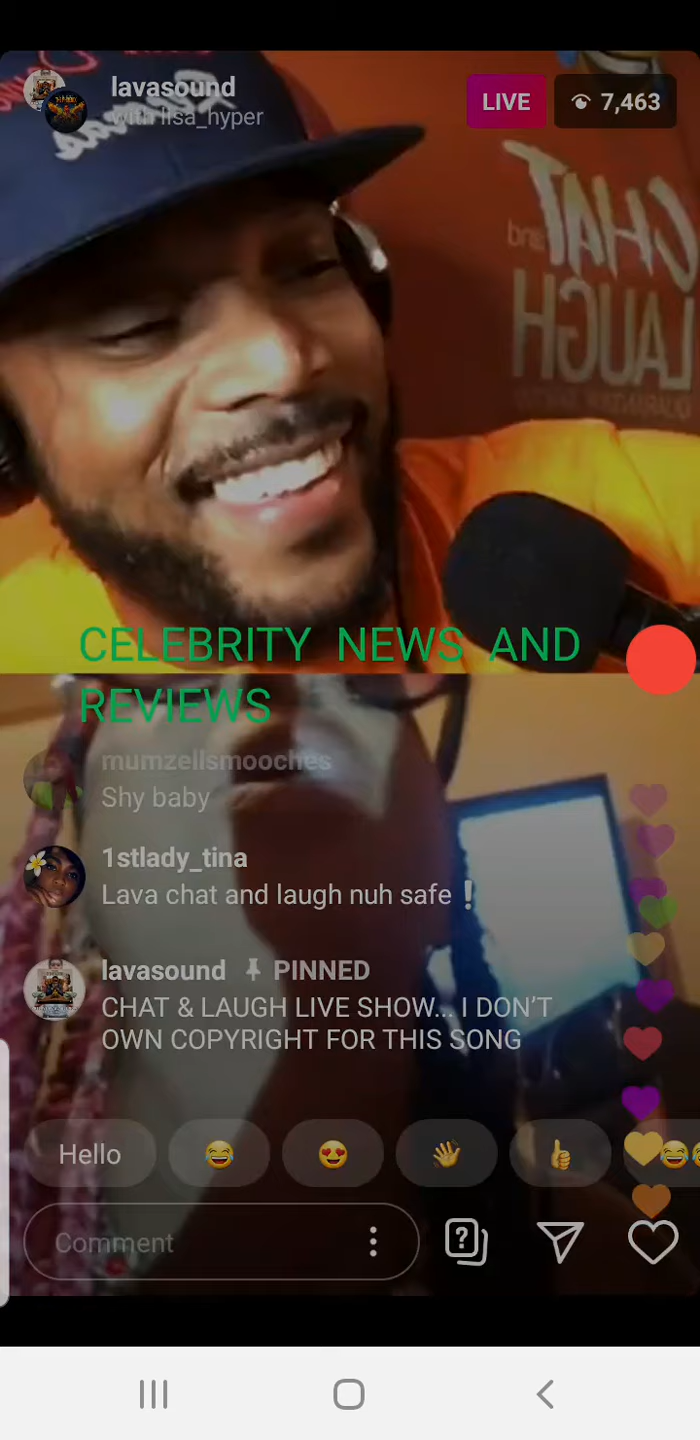 lavasound
with lisa_hyper
LIVE
7,463
CHAT
and
LAUGH
CELEBRITY NEWS AND
REVIEWS
mumzellsmooches
Shy baby
1stlady_tina
Lava chat and laugh nuh safe❗
lavasound PINNED
CHAT & LAUGH LIVE SHOW... I DON'T
OWN COPYRIGHT FOR THIS SONG
Hello
Comment